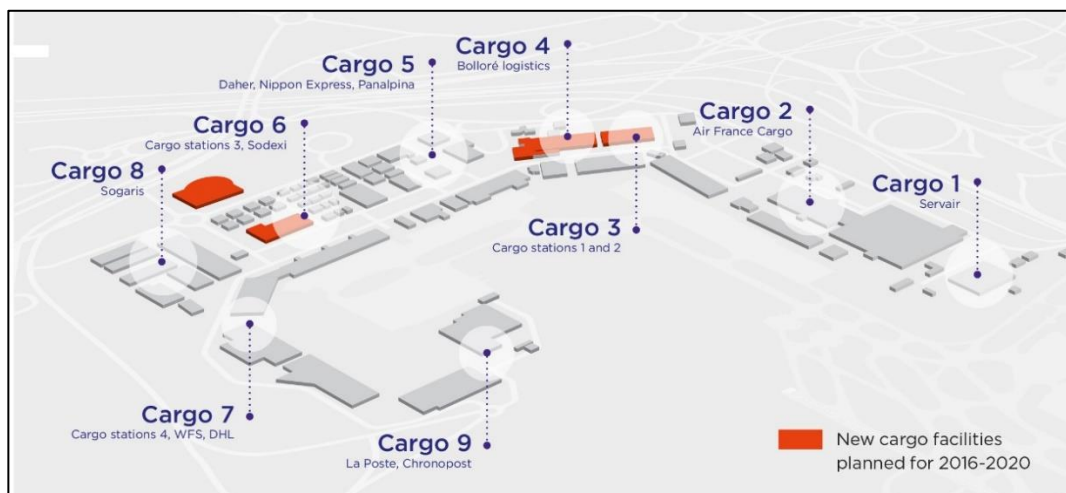 Cargo 4
Bolloré logistics
Cargo 5
Daher, Nippon Express, Panalpina
Cargo 2
Air France Cargo
Cargo 6
Cargo stations 3, Sodexi
Cargo 8
Sogaris
Cargo 1
Servair
Cargo 3
Cargo stations 1 and 2
Cargo 7
Cargo stations 4, WFS, DHL
Cargo 9
La Poste, Chronopost
New cargo facilities
planned for 2016-2020